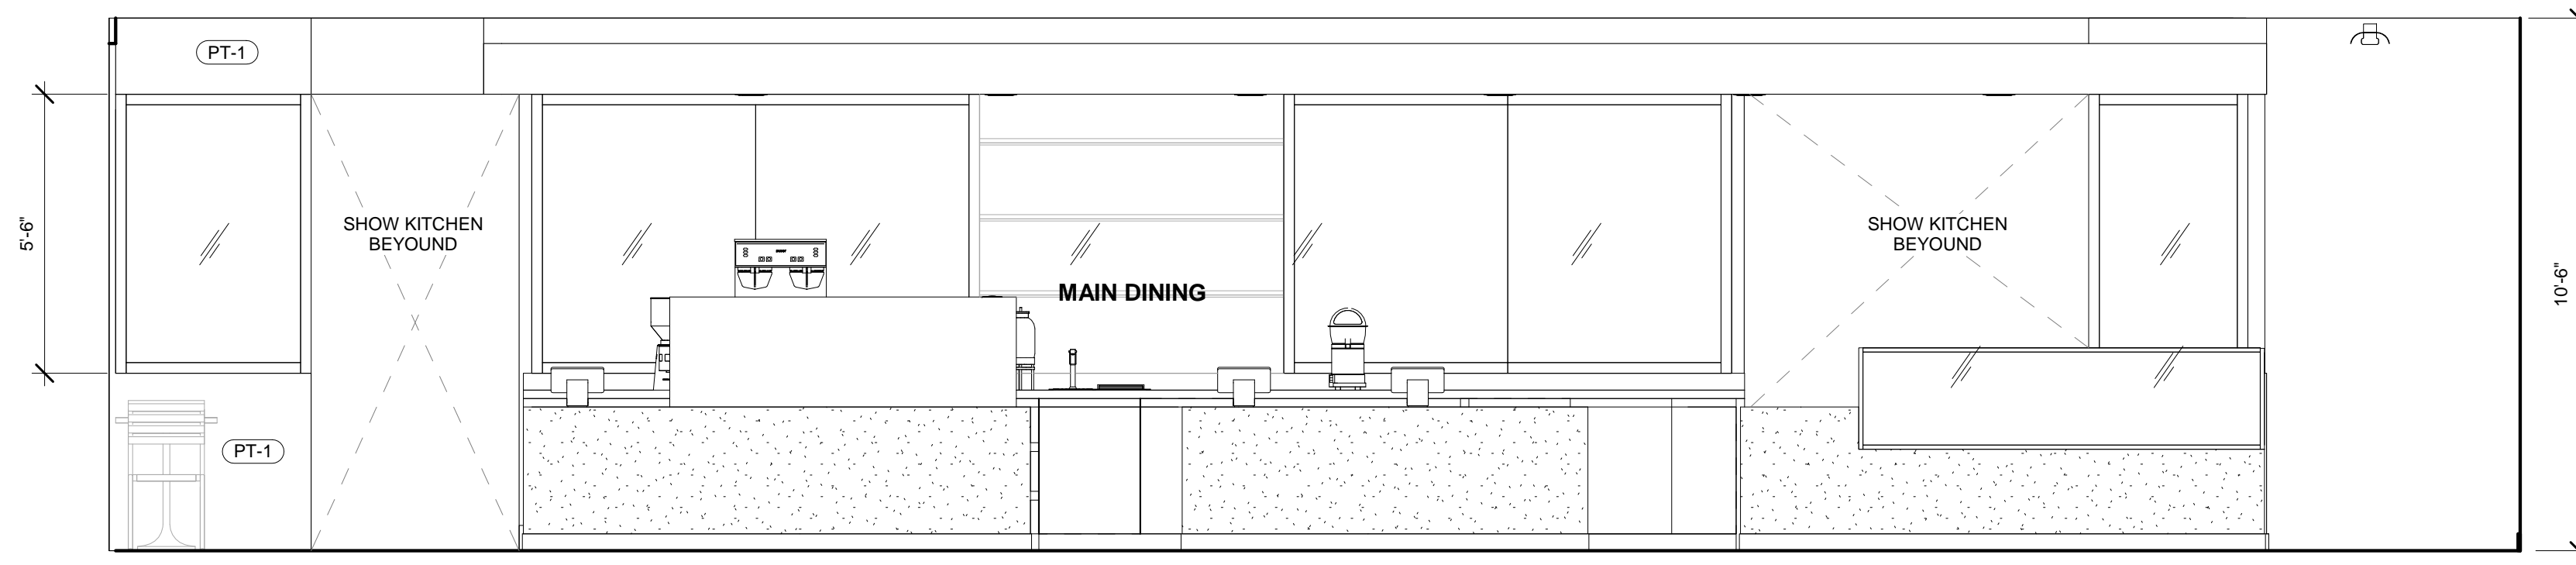 PT-1
5'-6"
SHOW KITCHEN
BEYOUND
SHOW KITCHEN
BEYOUND
MAIN DINING
10'-6"
PT-1